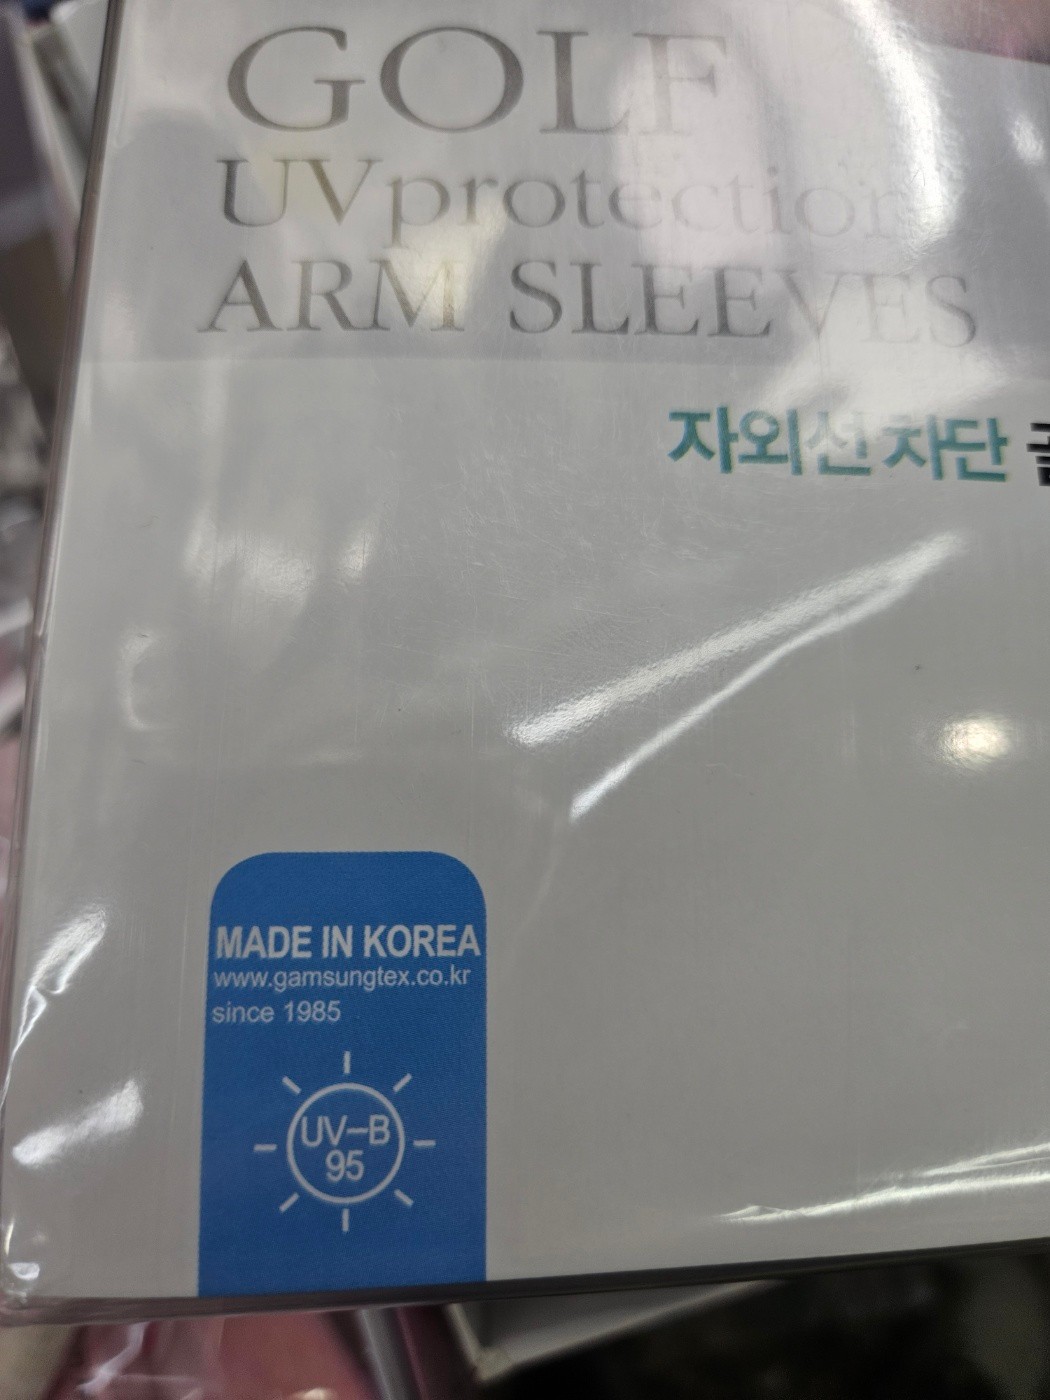 GOLF
UVprotection
ARM SLEEVES
자외선 차단
MADE IN KOREA
www.gamsungtex.co.kr
since 1985
UV-B
95